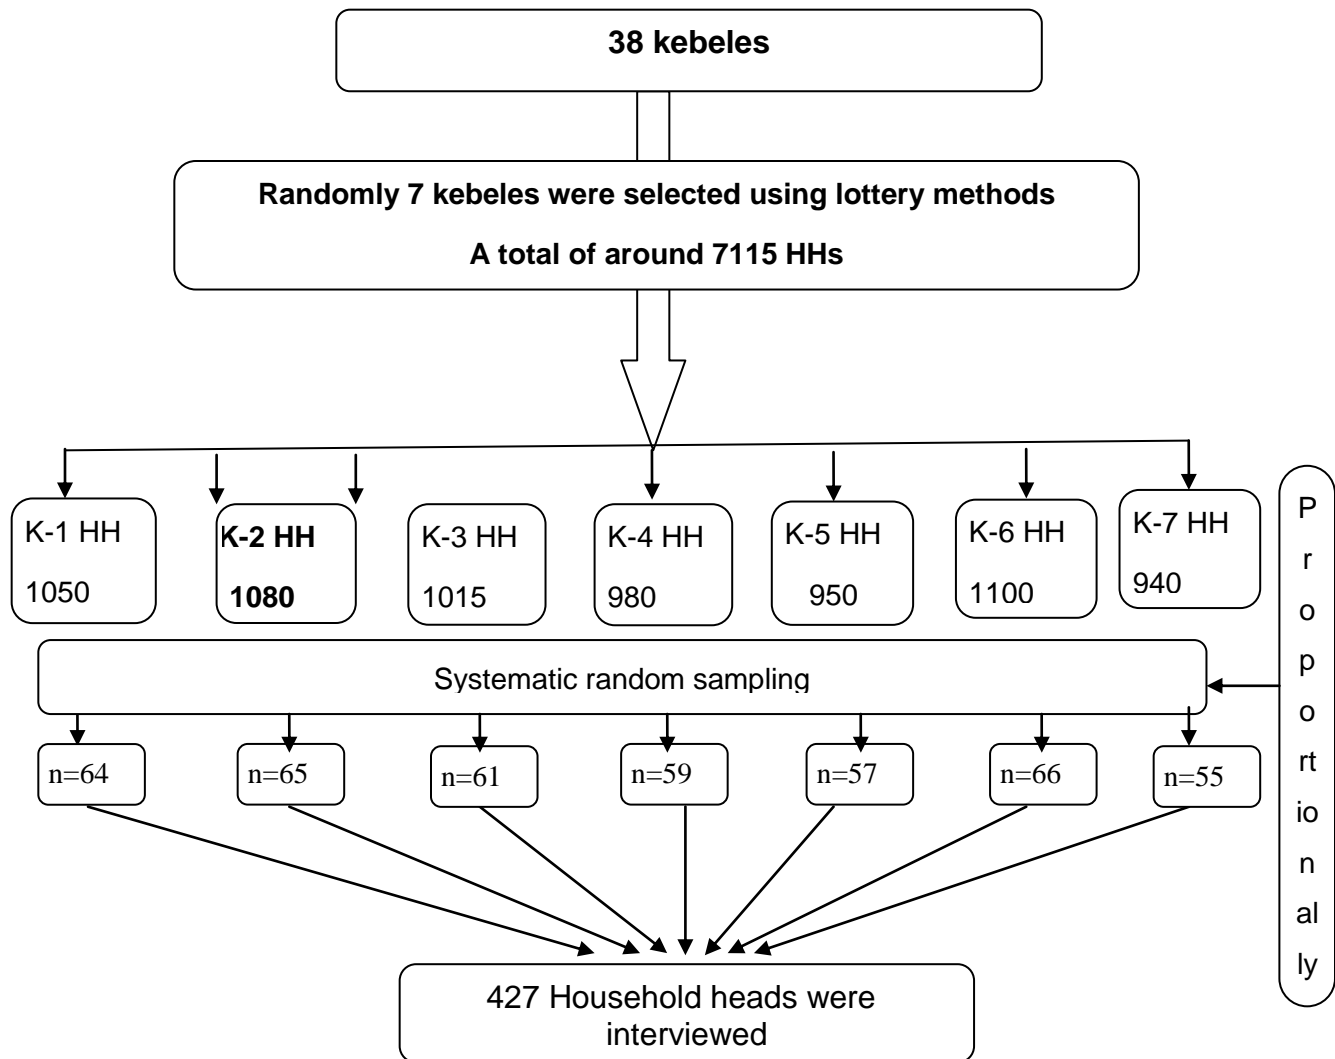 38 kebeles
Randomly 7 kebeles were selected using lottery methods
A total of around 7115 HHs
K-1 HH
1050
K-2 HH
1080
K-3 HH
1015
K-4 HH
980
K-5 HH
950
K-6 HH
1100
K-7 HH
940
P
r
o
p
o
rt
io
n
al
ly
Systematic random sampling
n=64
n=65
n=61
n=59
n=57
n=66
n=55
427 Household heads were
interviewed